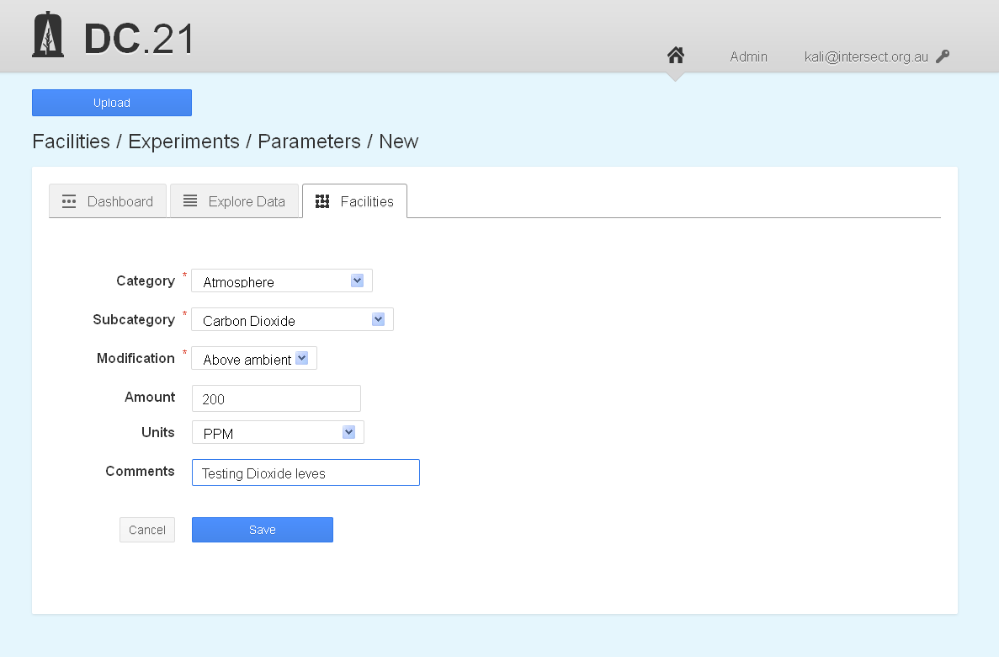 DC.21
Admin
kali@intersect.org.au
Upload
Facilities / Experiments / Parameters / New
Dashboard
Explore Data
Facilities
Category * Atmosphere
Subcategory * Carbon Dioxide
Modification * Above ambient
Amount 200
Units PPM
Comments Testing Dioxide leves
Cancel Save